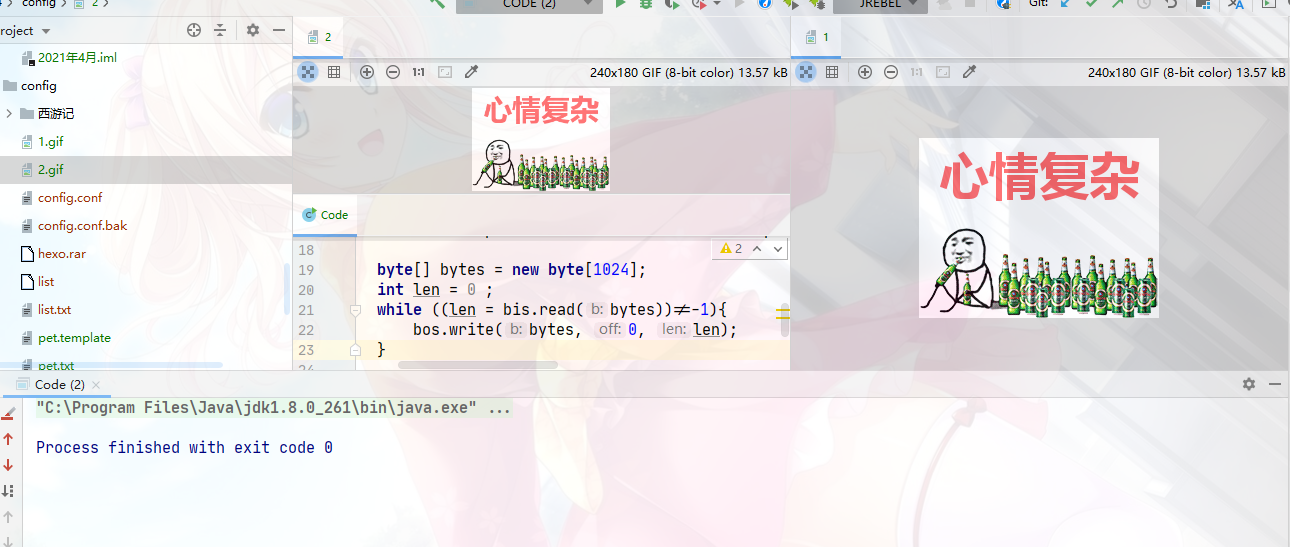 config 2
CODE (2)
JREBEL
Git:
roject
2021年4月.iml
config
西游记
1.gif
2.gif
config.conf
config.conf.bak
hexo.rar
list
list.txt
pet.template
pet.txt
2
1:1
240x180 GIF (8-bit color) 13.57 kB
心情复杂
Code
2
18
19 byte[] bytes = new byte[1024];
20 int len = 0 ;
21 while ((len = bis.read( b: bytes))≠-1){
22 bos.write( b: bytes, off: 0, len: len);
23 }
24
1
1:1
240x180 GIF (8-bit color) 13.57 kB
心情复杂
Code (2)
"C:\Program Files\Java\jdk1.8.0_261\bin\java.exe" ...
Process finished with exit code 0